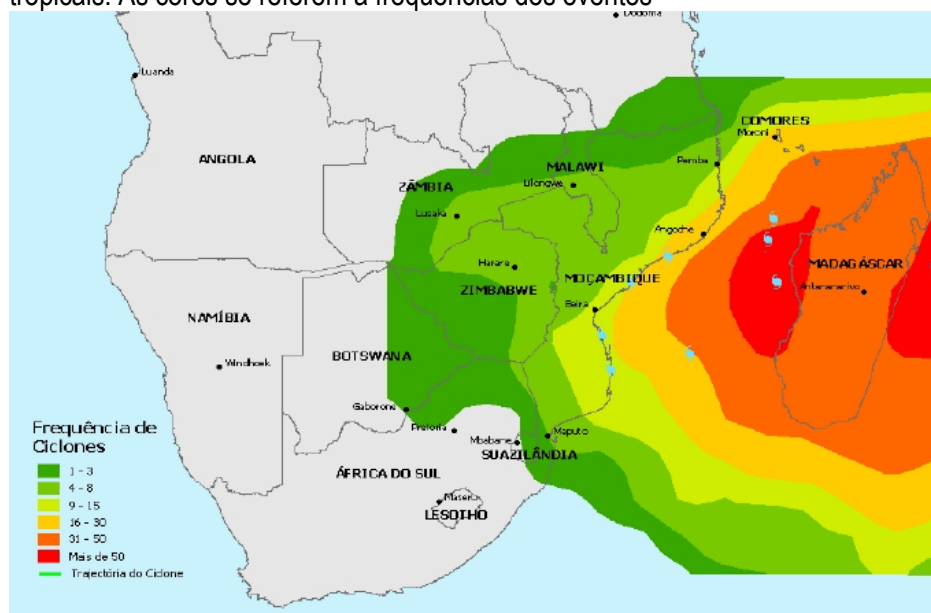 tropicais. As cores se referem a frequências dos eventos
Dodoma
Luanda
COMORES
Moroni
ANGOLA
MALAWI
Pemba
ZÂMBIA
Lilongwe
Lusaka
Angoche
MADAGÁSCAR
Harare
MOÇAMBIQUE
ZIMBABWE
Antananarivo
Beira
NAMÍBIA
BOTSWANA
Windhoek
Gaborone
Frequência de
Ciclones
Pretoria
Maputo
Mbabane
SUAZILÂNDIA
1 - 3
ÁFRICA DO SUL
4 - 8
9 - 15
Maseru
LESOTHO
16 - 30
31 - 50
Mais de 50
Trajectória do Ciclone